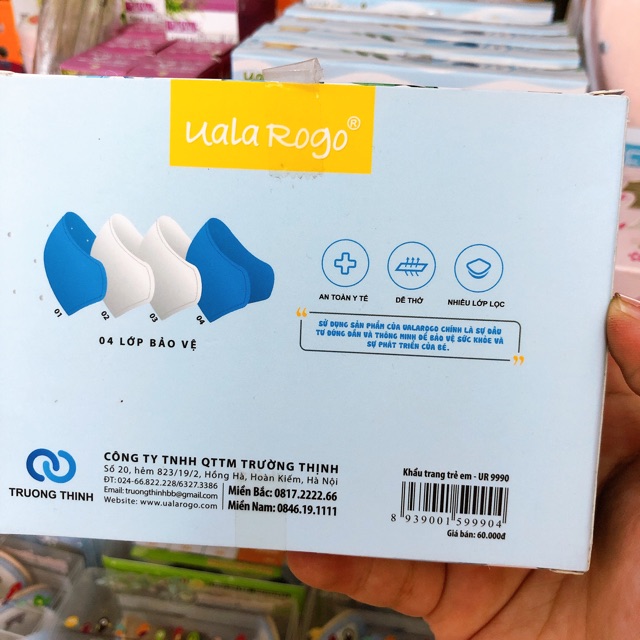 uala Rogo®
01
02
03
04
04 LỚP BẢO VỆ
AN TOÀN Y TẾ
DỄ THỞ
NHIỀU LỚP LỌC
“
SỬ DỤNG SẢN PHẨM CỦA UALAROGO CHÍNH LÀ SỰ ĐẦU
TƯ ĐÚNG ĐẮN VÀ THÔNG MINH ĐỂ BẢO VỆ SỨC KHỎE VÀ
SỰ PHÁT TRIỂN CỦA BÉ.
”
TRUONG THINH
CÔNG TY TNHH QTTM TRƯỜNG THỊNH
Số 20, hẻm 823/19/2, Hồng Hà, Hoàn Kiếm, Hà Nội
ĐT: 024-66.822.228/6327.3386
Email: truongthinhbb@gmail.com
Website: www.ualarogo.com
Miền Bắc: 0817.2222.66
Miền Nam: 0846.19.1111
Khẩu trang trẻ em - UR 9990
8 939001 599904
Giá bán: 60.000đ